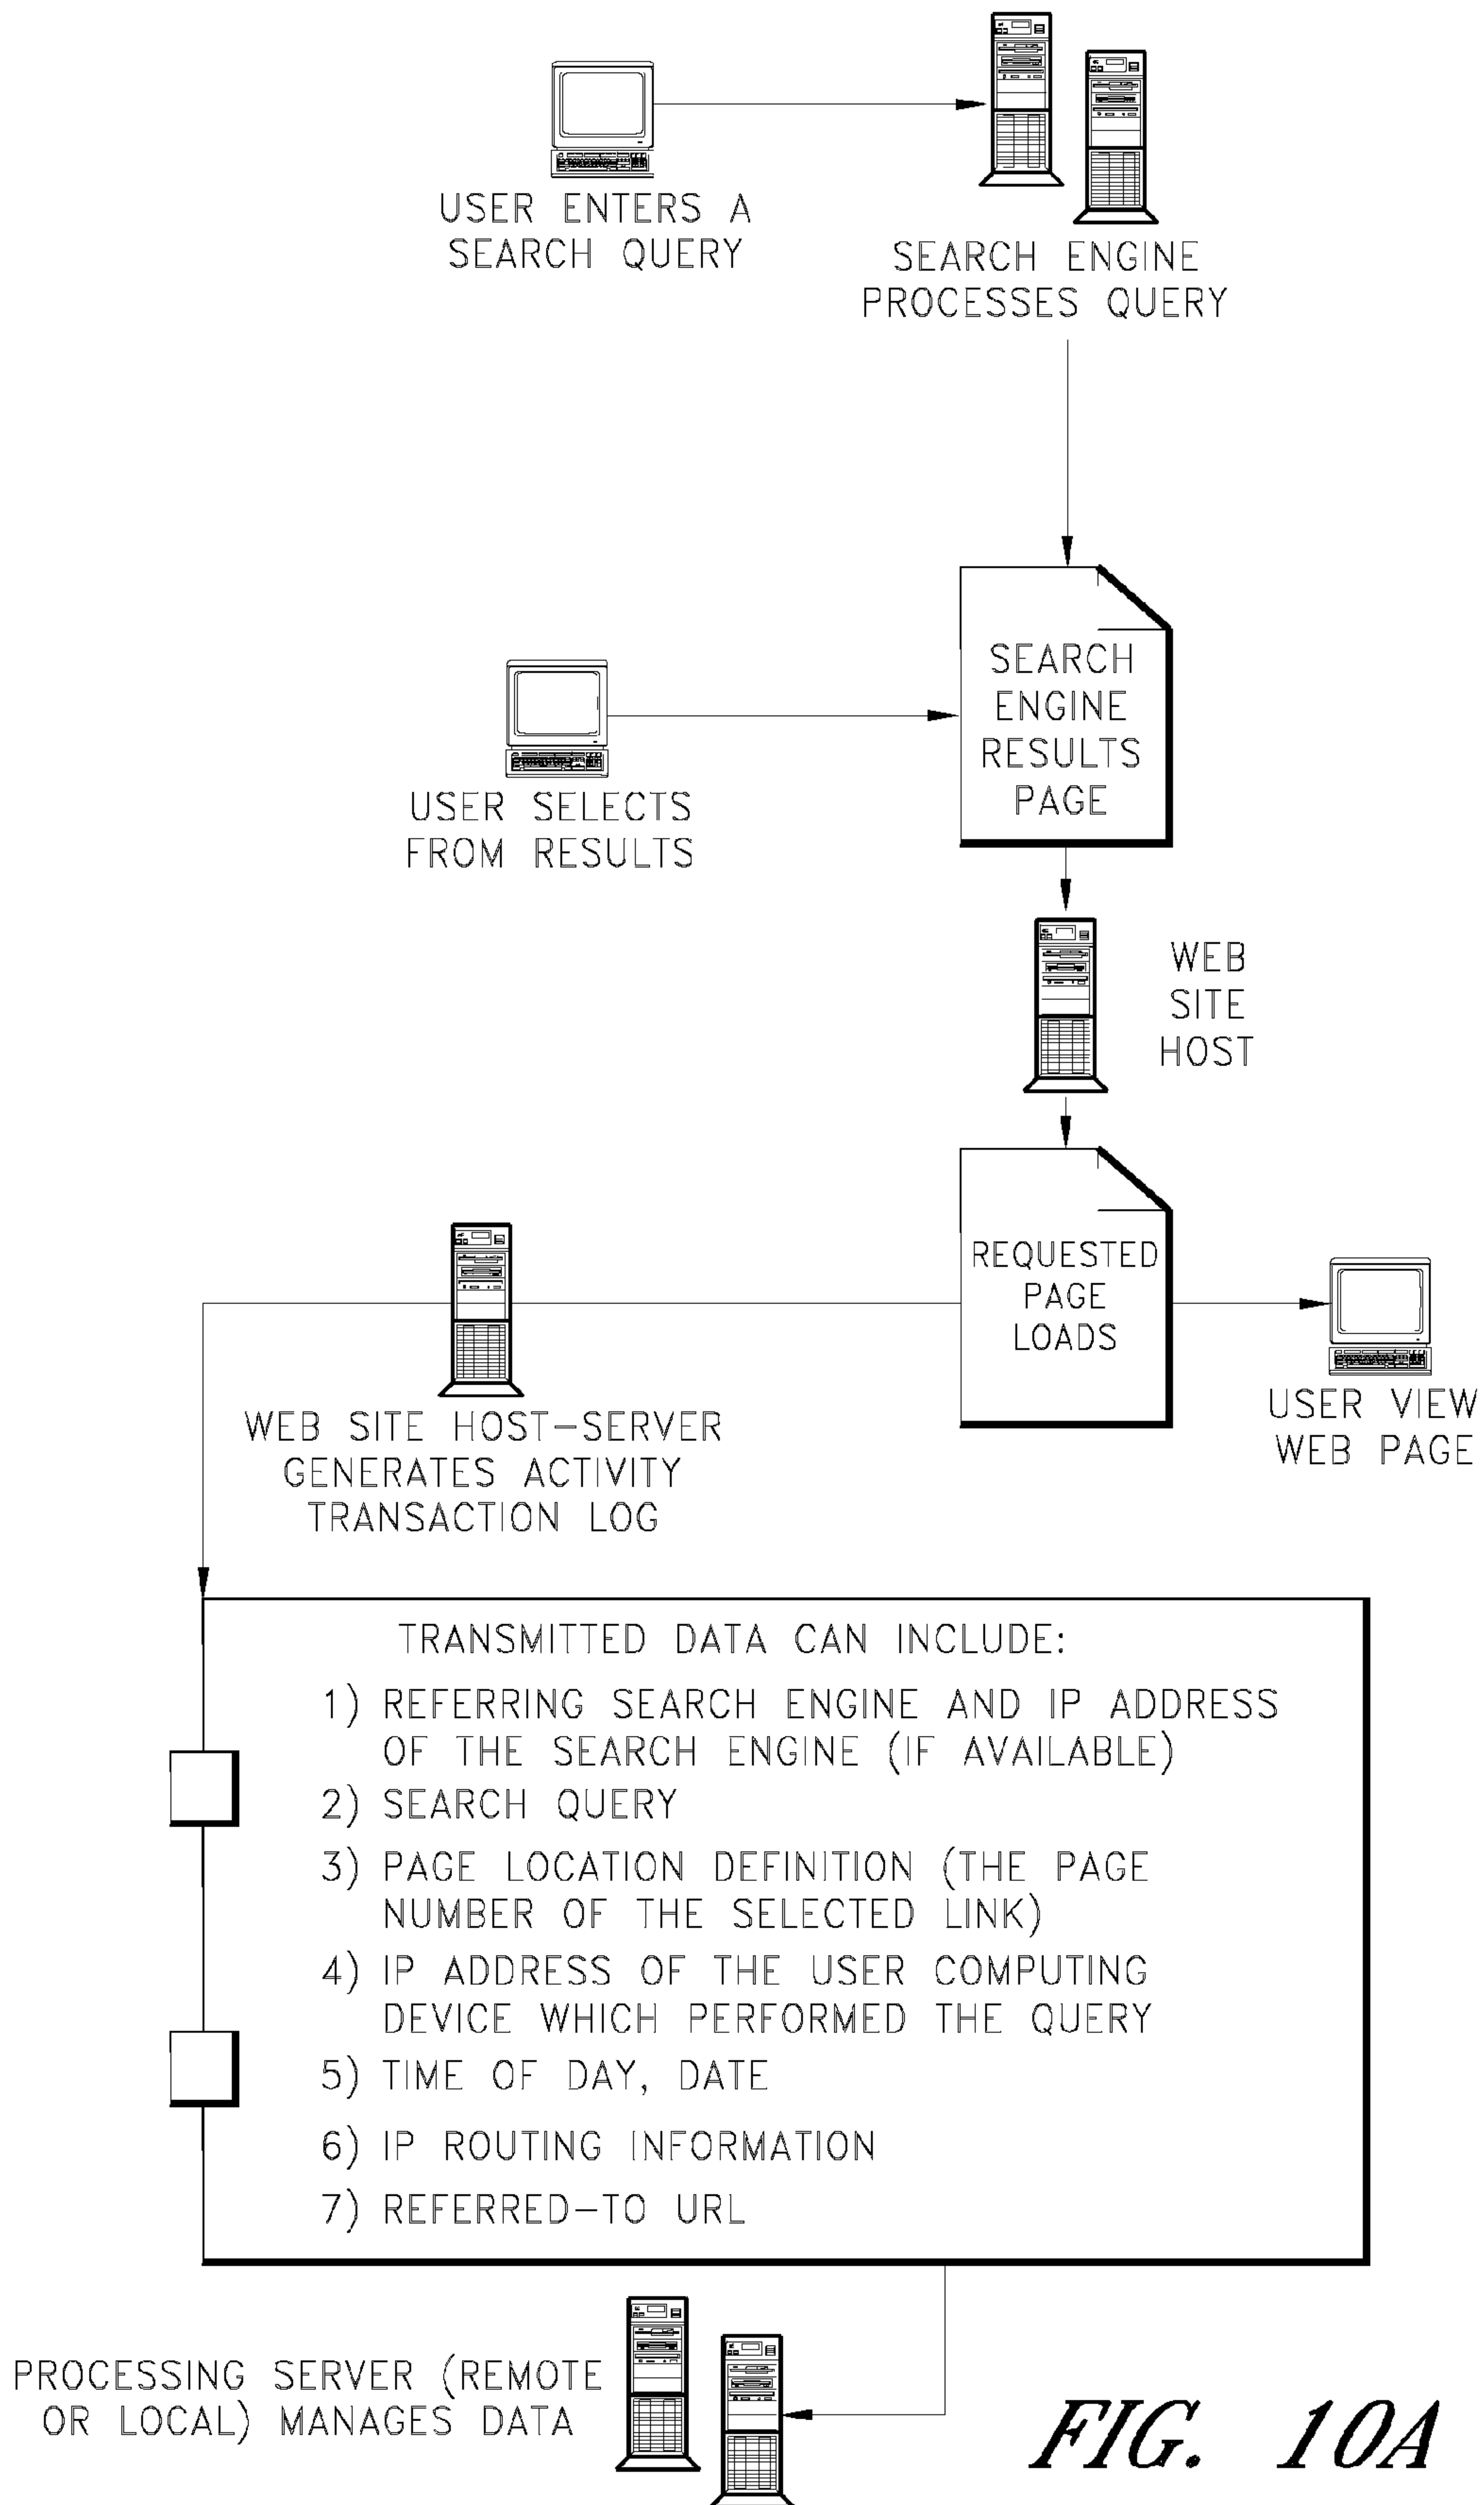 USER ENTERS A
SEARCH QUERY
SEARCH ENGINE
PROCESSES QUERY
SEARCH
ENGINE
RESULTS
PAGE
USER SELECTS
FROM RESULTS
WEB
SITE
HOST
REQUESTED
PAGE
LOADS
USER VIEW
WEB PAGE
WEB SITE HOST-SERVER
GENERATES ACTIVITY
TRANSACTION LOG
TRANSMITTED DATA CAN INCLUDE:
1) REFERRING SEARCH ENGINE AND IP ADDRESS
OF THE SEARCH ENGINE (IF AVAILABLE)
2) SEARCH QUERY
3) PAGE LOCATION DEFINITION (THE PAGE
NUMBER OF THE SELECTED LINK)
4) IP ADDRESS OF THE USER COMPUTING
DEVICE WHICH PERFORMED THE QUERY
5) TIME OF DAY, DATE
6) IP ROUTING INFORMATION
7) REFERRED-TO URL
PROCESSING SERVER (REMOTE
OR LOCAL) MANAGES DATA
FIG. 10A